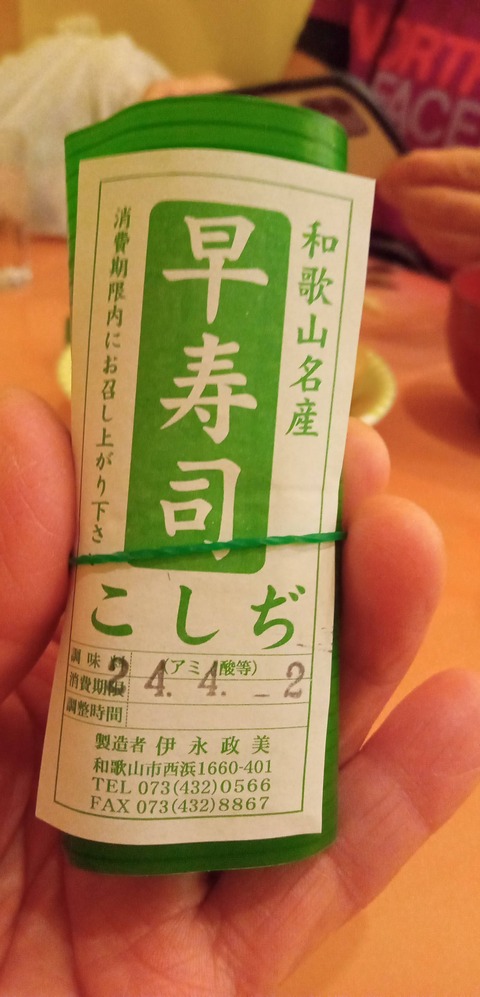 和歌山名産
早寿司
消費期限内にお召し上がり下さい
こしぢ
調味料 (アミノ酸等)
消費期限 24.4.-2
調整時間
製造者 伊永政美
和歌山市西浜1660-401
TEL 073(432)0566
FAX 073(432)8867
NORTH
FACE